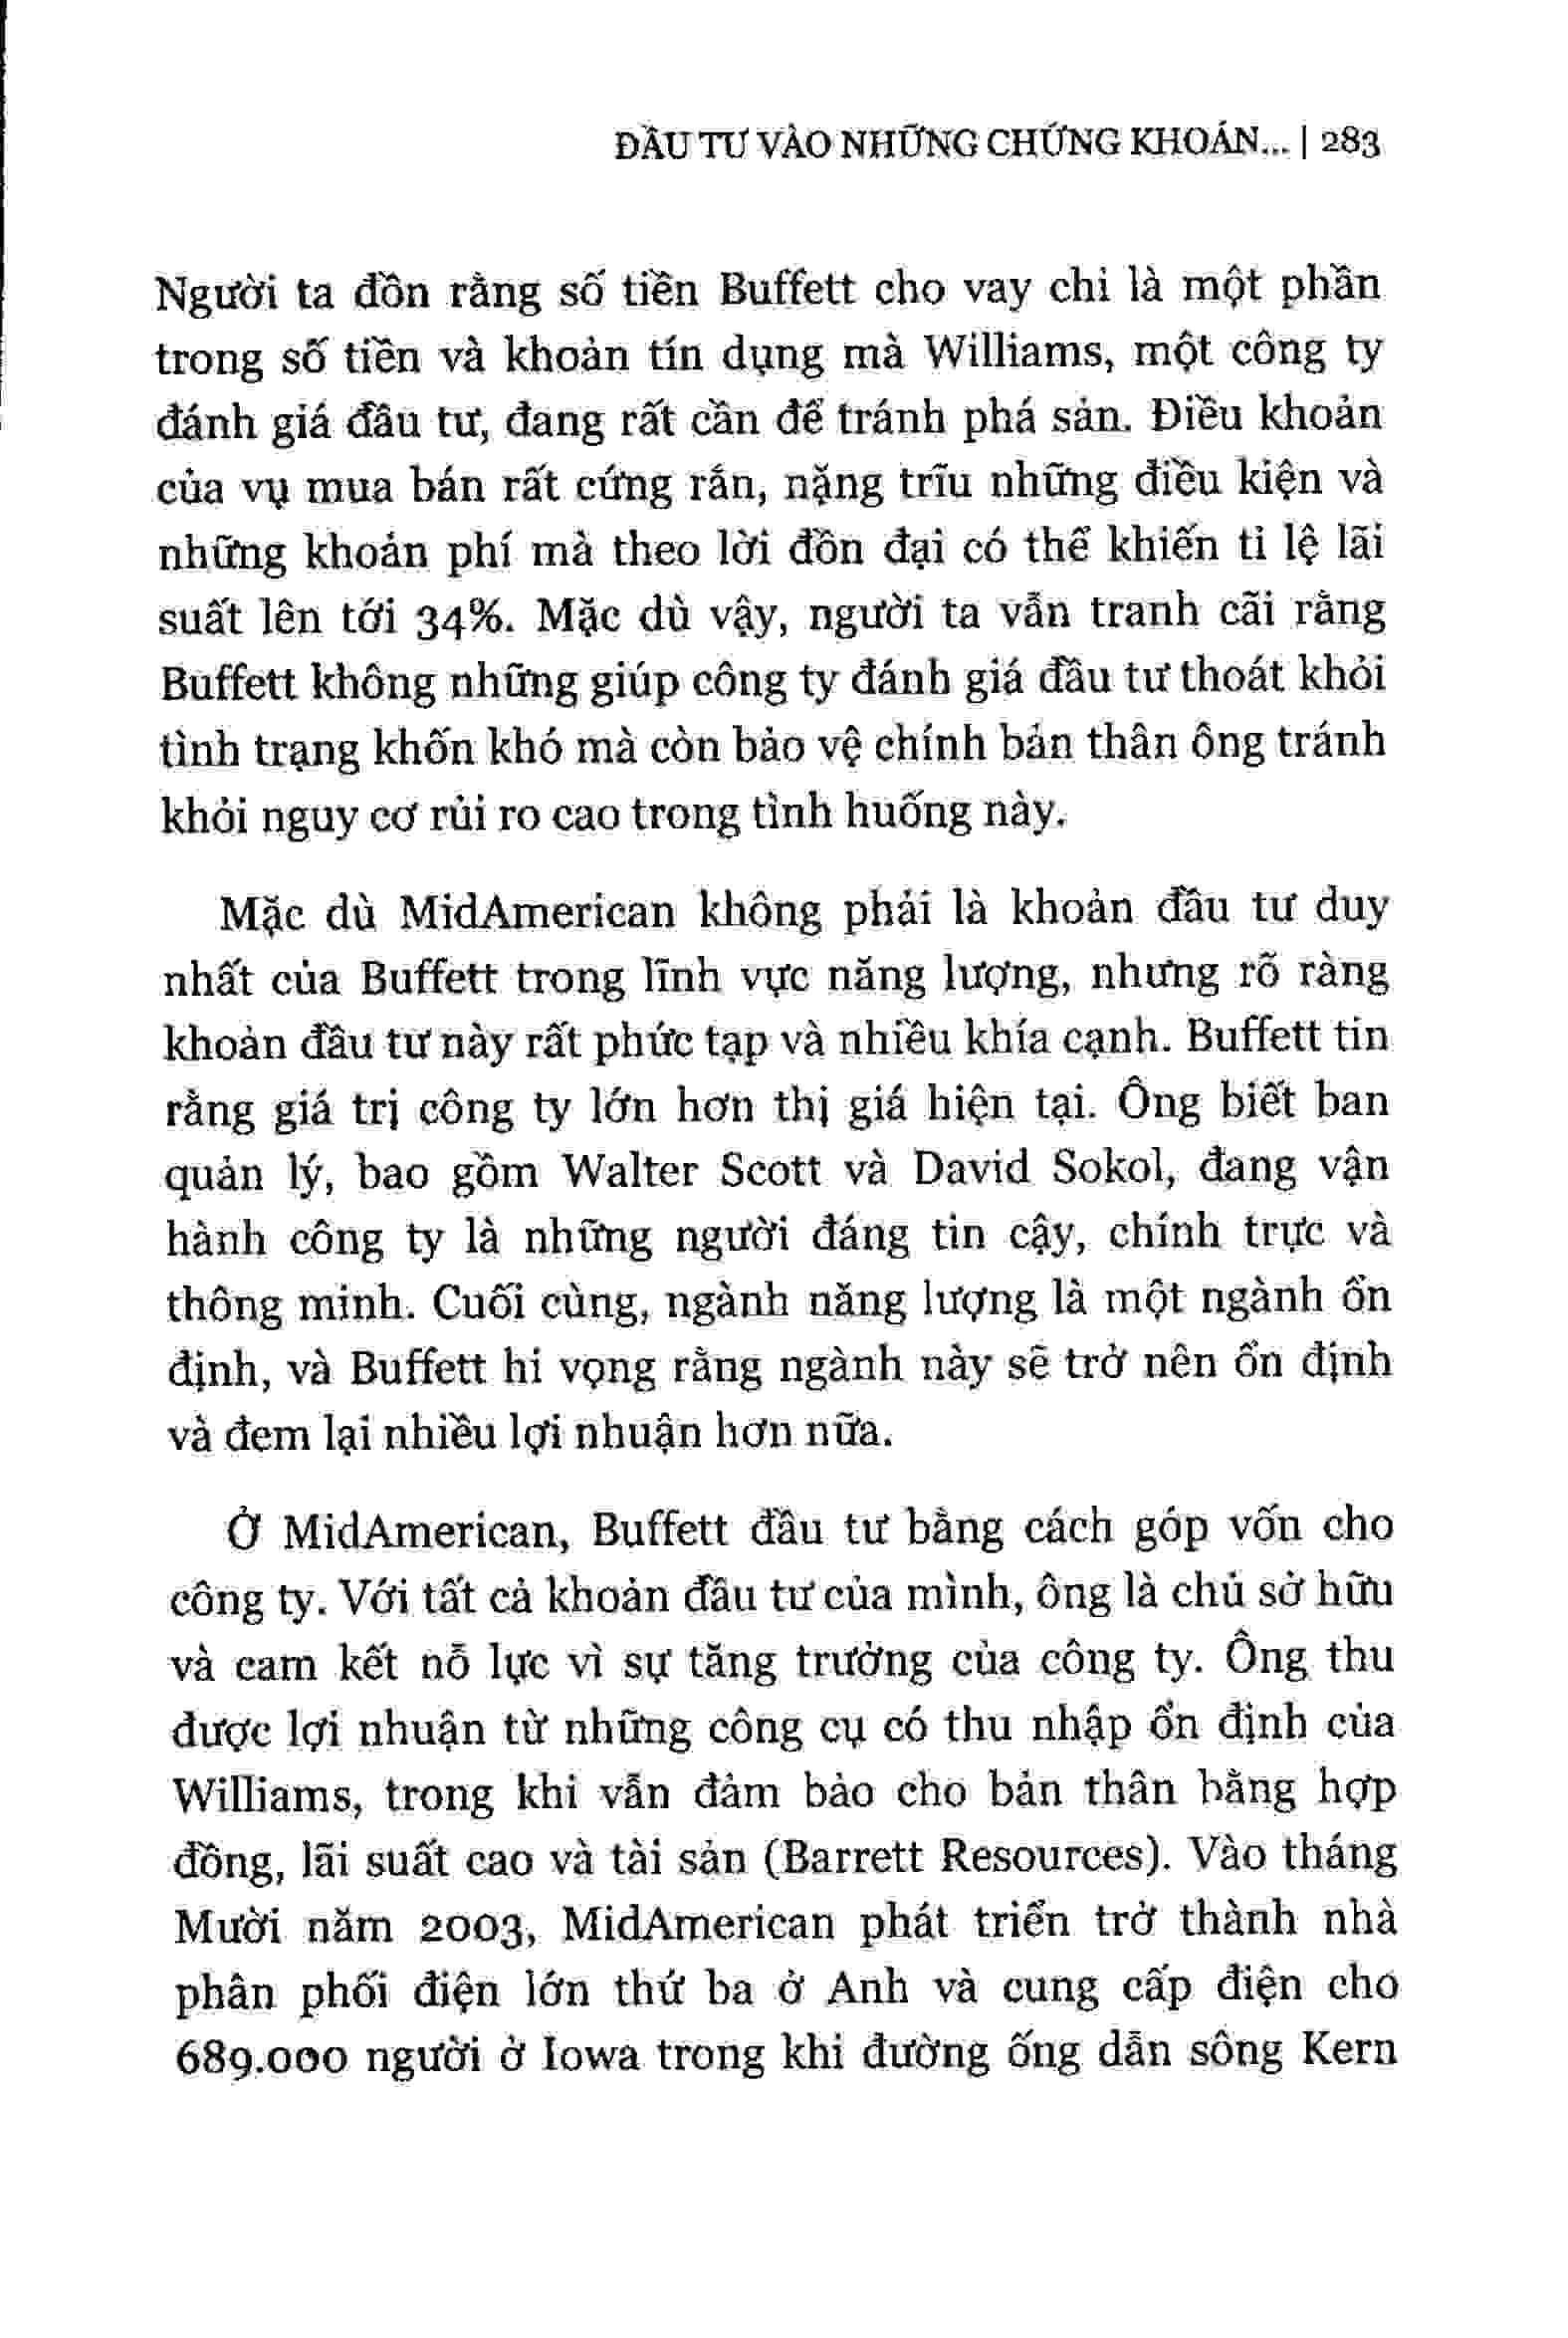 ĐẦU TƯ VÀO NHỮNG CHỨNG KHOÁN... | 283
Người ta đồn rằng số tiền Buffett cho vay chỉ là một phần
trong số tiền và khoản tín dụng mà Williams, một công ty
đánh giá đầu tư, đang rất cần để tránh phá sản. Điều khoản
của vụ mua bán rất cứng rắn, nặng trĩu những điều kiện và
những khoản phí mà theo lời đồn đại có thể khiến tỉ lệ lãi
suất lên tới 34%. Mặc dù vậy, người ta vẫn tranh cãi rằng
Buffett không những giúp công ty đánh giá đầu tư thoát khỏi
tình trạng khốn khó mà còn bảo vệ chính bản thân ông tránh
khỏi nguy cơ rủi ro cao trong tình huống này.
Mặc dù MidAmerican không phải là khoản đầu tư duy
nhất của Buffett trong lĩnh vực năng lượng, nhưng rõ ràng
khoản đầu tư này rất phức tạp và nhiều khía cạnh. Buffett tin
rằng giá trị công ty lớn hơn thị giá hiện tại. Ông biết ban
quản lý, bao gồm Walter Scott và David Sokol, đang vận
hành công ty là những người đáng tin cậy, chính trực và
thông minh. Cuối cùng, ngành năng lượng là một ngành ổn
định, và Buffett hi vọng rằng ngành này sẽ trở nên ổn định
và đem lại nhiều lợi nhuận hơn nữa.
Ở MidAmerican, Buffett đầu tư bằng cách góp vốn cho
công ty. Với tất cả khoản đầu tư của mình, ông là chủ sở hữu
và cam kết nỗ lực vì sự tăng trưởng của công ty. Ông thu
được lợi nhuận từ những công cụ có thu nhập ổn định của
Williams, trong khi vẫn đảm bảo cho bản thân bằng hợp
đồng, lãi suất cao và tài sản (Barrett Resources). Vào tháng
Mười năm 2003, MidAmerican phát triển trở thành nhà
phân phối điện lớn thứ ba ở Anh và cung cấp điện cho
689.000 người ở Iowa trong khi đường ống dẫn sông Kern